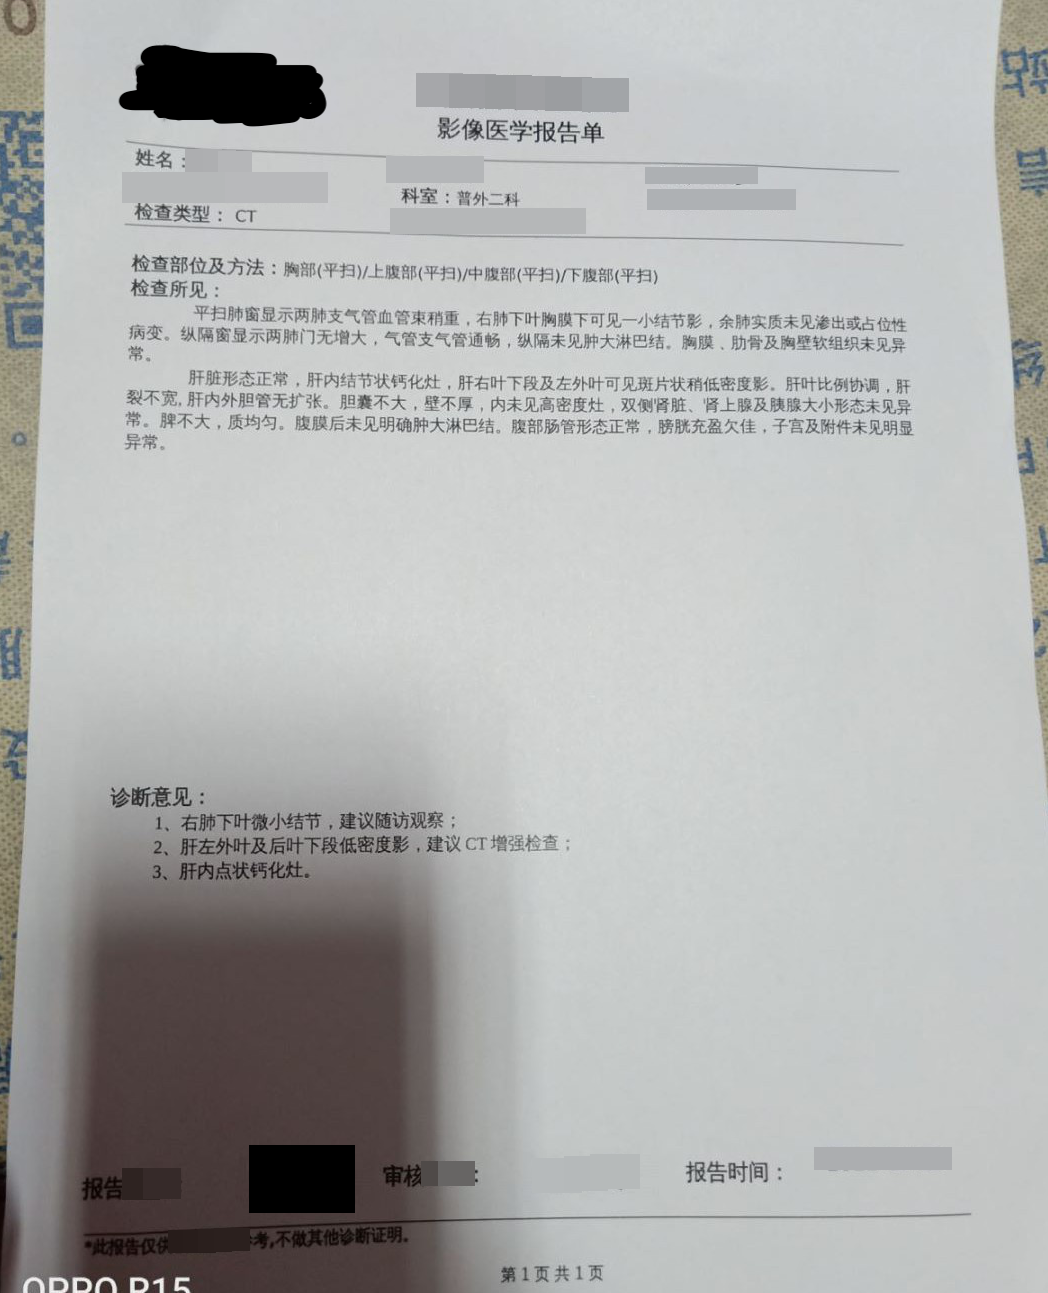 影像医学报告单
姓名：
科室：普外二科
检查类型： CT
检查部位及方法：胸部(平扫)/上腹部(平扫)/中腹部(平扫)/下腹部(平扫)
检查所见：
平扫肺窗显示两肺支气管血管束稍重，右肺下叶胸膜下可见一小结节影，余肺实质未见渗出或占位性
病变。纵隔窗显示两肺门无增大，气管支气管通畅，纵隔未见肿大淋巴结。胸膜、肋骨及胸壁软组织未见异
常。
肝脏形态正常，肝内结节状钙化灶，肝右叶下段及左外叶可见斑片状稍低密度影。肝叶比例协调，肝
裂不宽,肝内外胆管无扩张。胆囊不大，壁不厚，内未见高密度灶，双侧肾脏、肾上腺及胰腺大小形态未见异
常。脾不大，质均匀。腹膜后未见明确肿大淋巴结。腹部肠管形态正常，膀胱充盈欠佳，子宫及附件未见明显
异常。
诊断意见：
1、右肺下叶微小结节，建议随访观察；
2、肝左外叶及后叶下段低密度影，建议 CT 增强检查；
3、肝内点状钙化灶。
报告 审核 ： 报告时间：
*此报告仅供 考,不做其他诊断证明。
第 1 页 共 1 页
OPPO R15